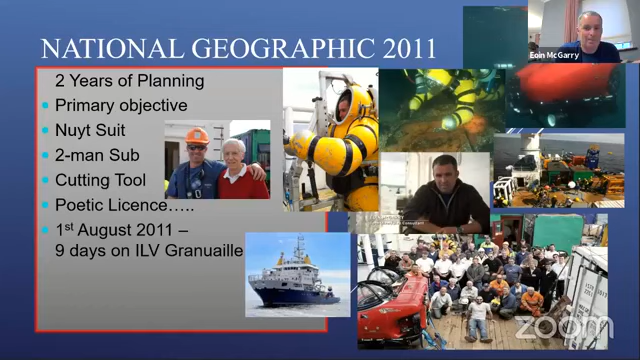 NATIONAL GEOGRAPHIC 2011
2 Years of Planning
Primary objective
Nuyt Suit
2-man Sub
Cutting Tool
Poetic Licence…..
1st August 2011 –
9 days on ILV Granuaille
Eoin McGarry
zoom